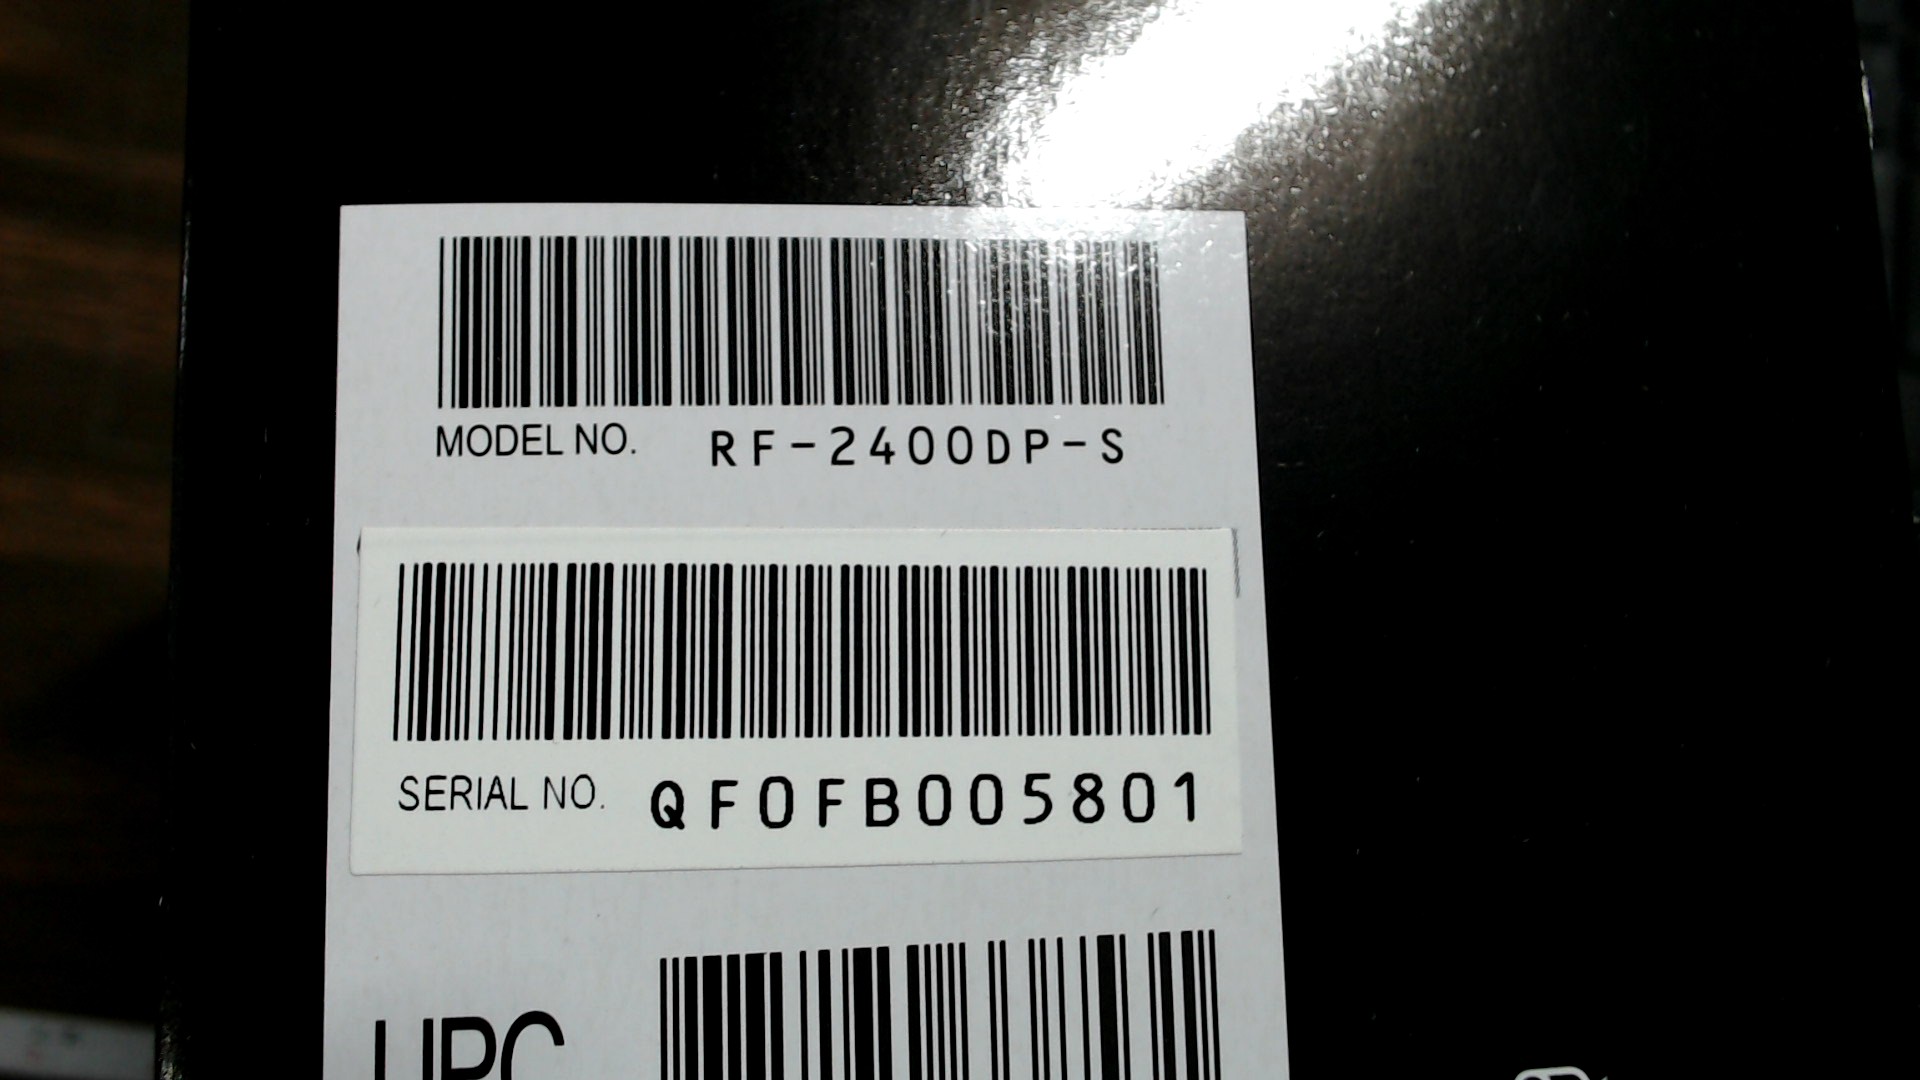 MODEL NO. RF-2400DP-S
SERIAL NO. QF0FB005801
UPC